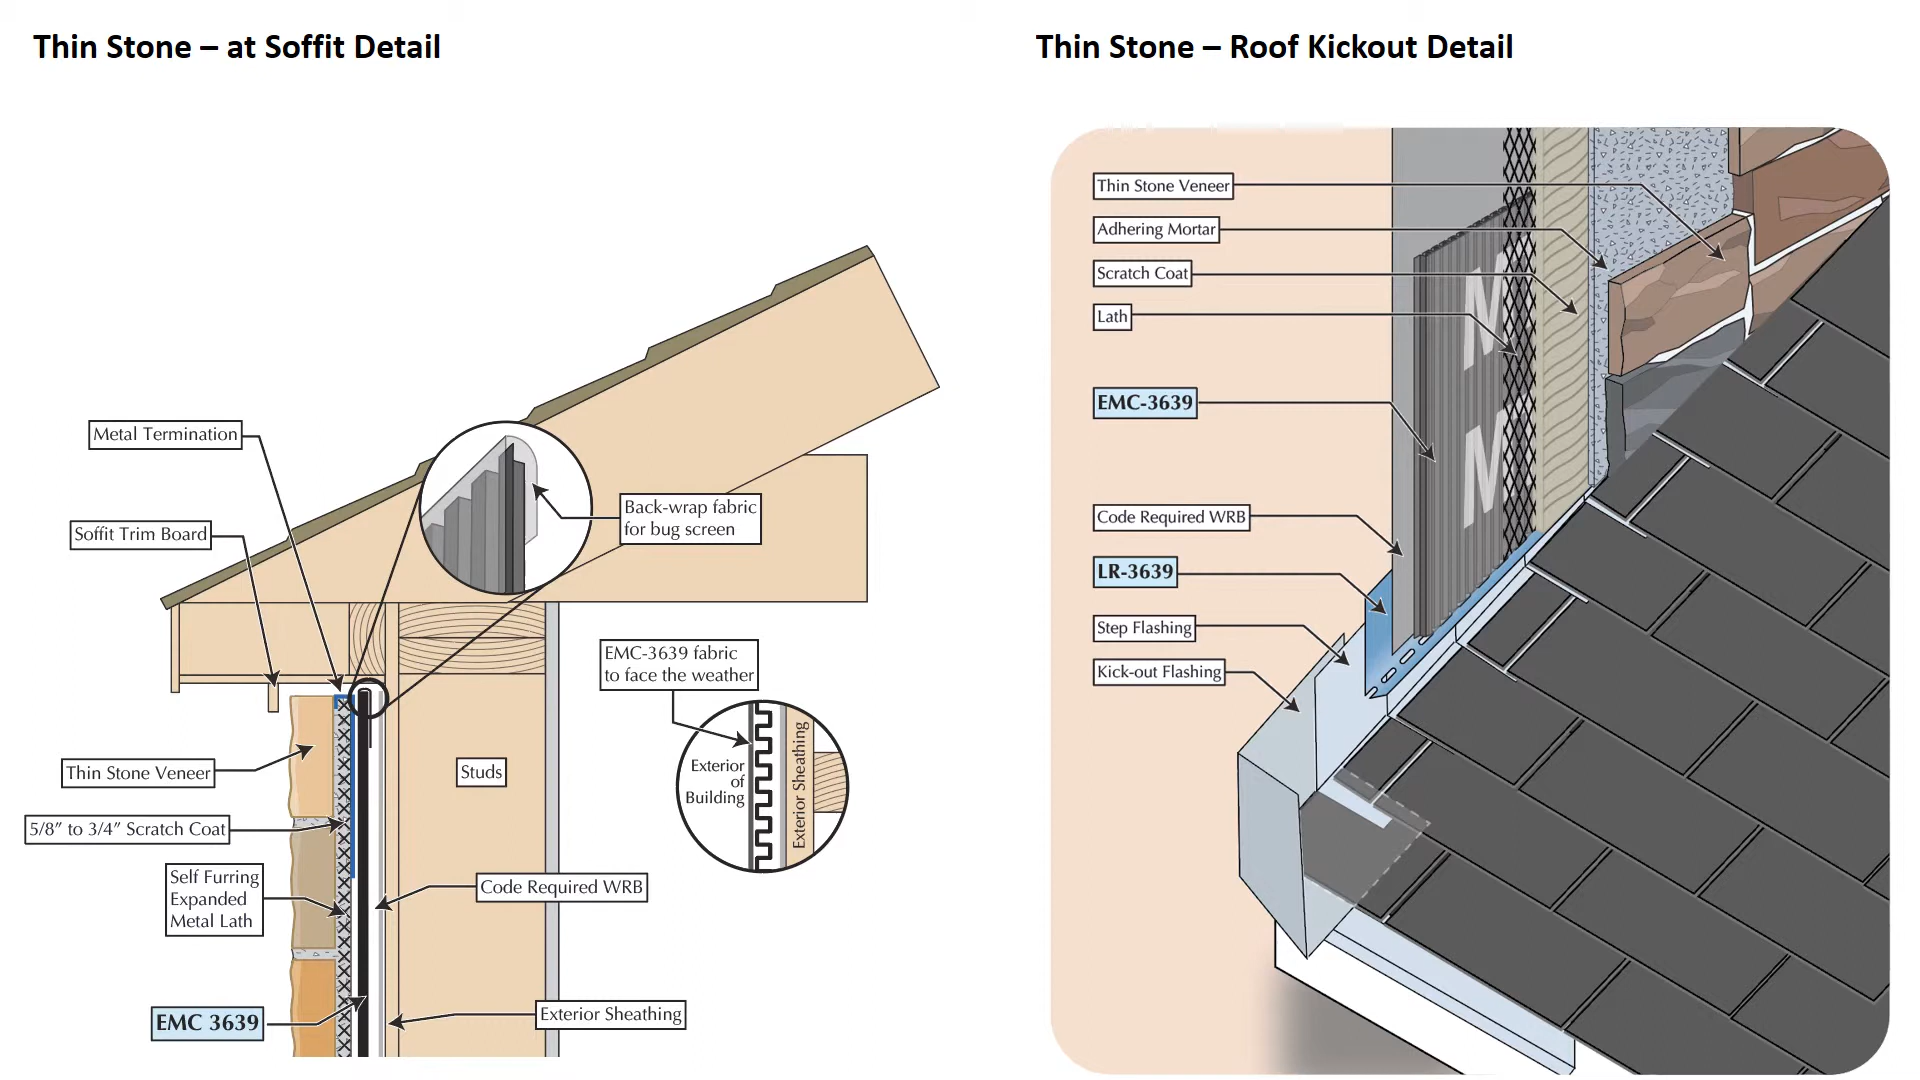 Thin Stone – at Soffit Detail
Metal Termination
Soffit Trim Board
Back-wrap fabric
for bug screen
EMC-3639 fabric
to face the weather
Thin Stone Veneer
Studs
Exterior
of
Building
Exterior Sheathing
5/8” to 3/4” Scratch Coat
Self Furring
Expanded
Metal Lath
Code Required WRB
EMC 3639
Exterior Sheathing
Thin Stone – Roof Kickout Detail
Thin Stone Veneer
Adhering Mortar
Scratch Coat
Lath
EMC-3639
Code Required WRB
LR-3639
Step Flashing
Kick-out Flashing
M
M